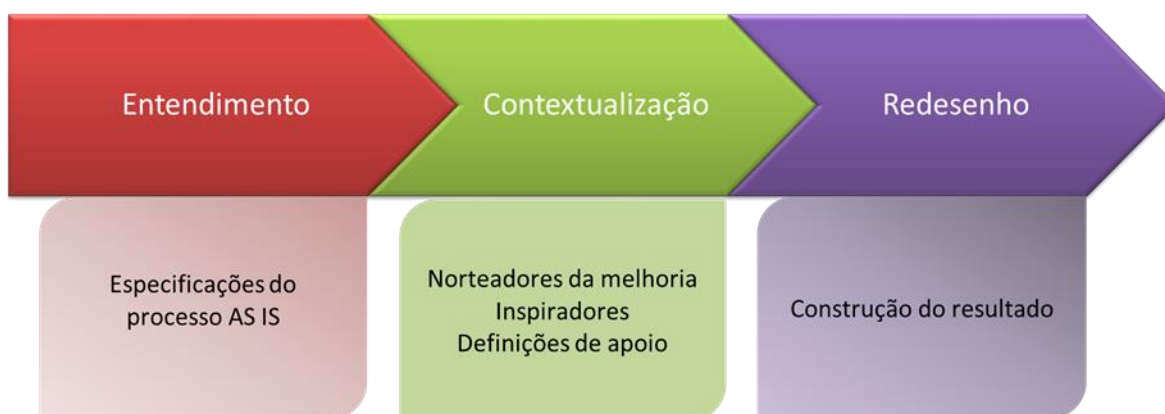 Entendimento
Contextualização
Redesenho
Especificações do
processo AS IS
Norteadores da melhoria
Inspiradores
Definições de apoio
Construção do resultado